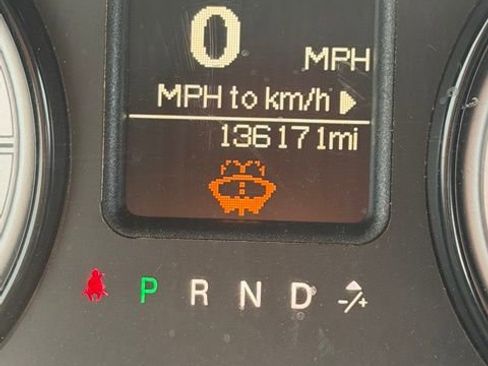 0 MPH
MPH to km/h
136171mi
P R N D -/+